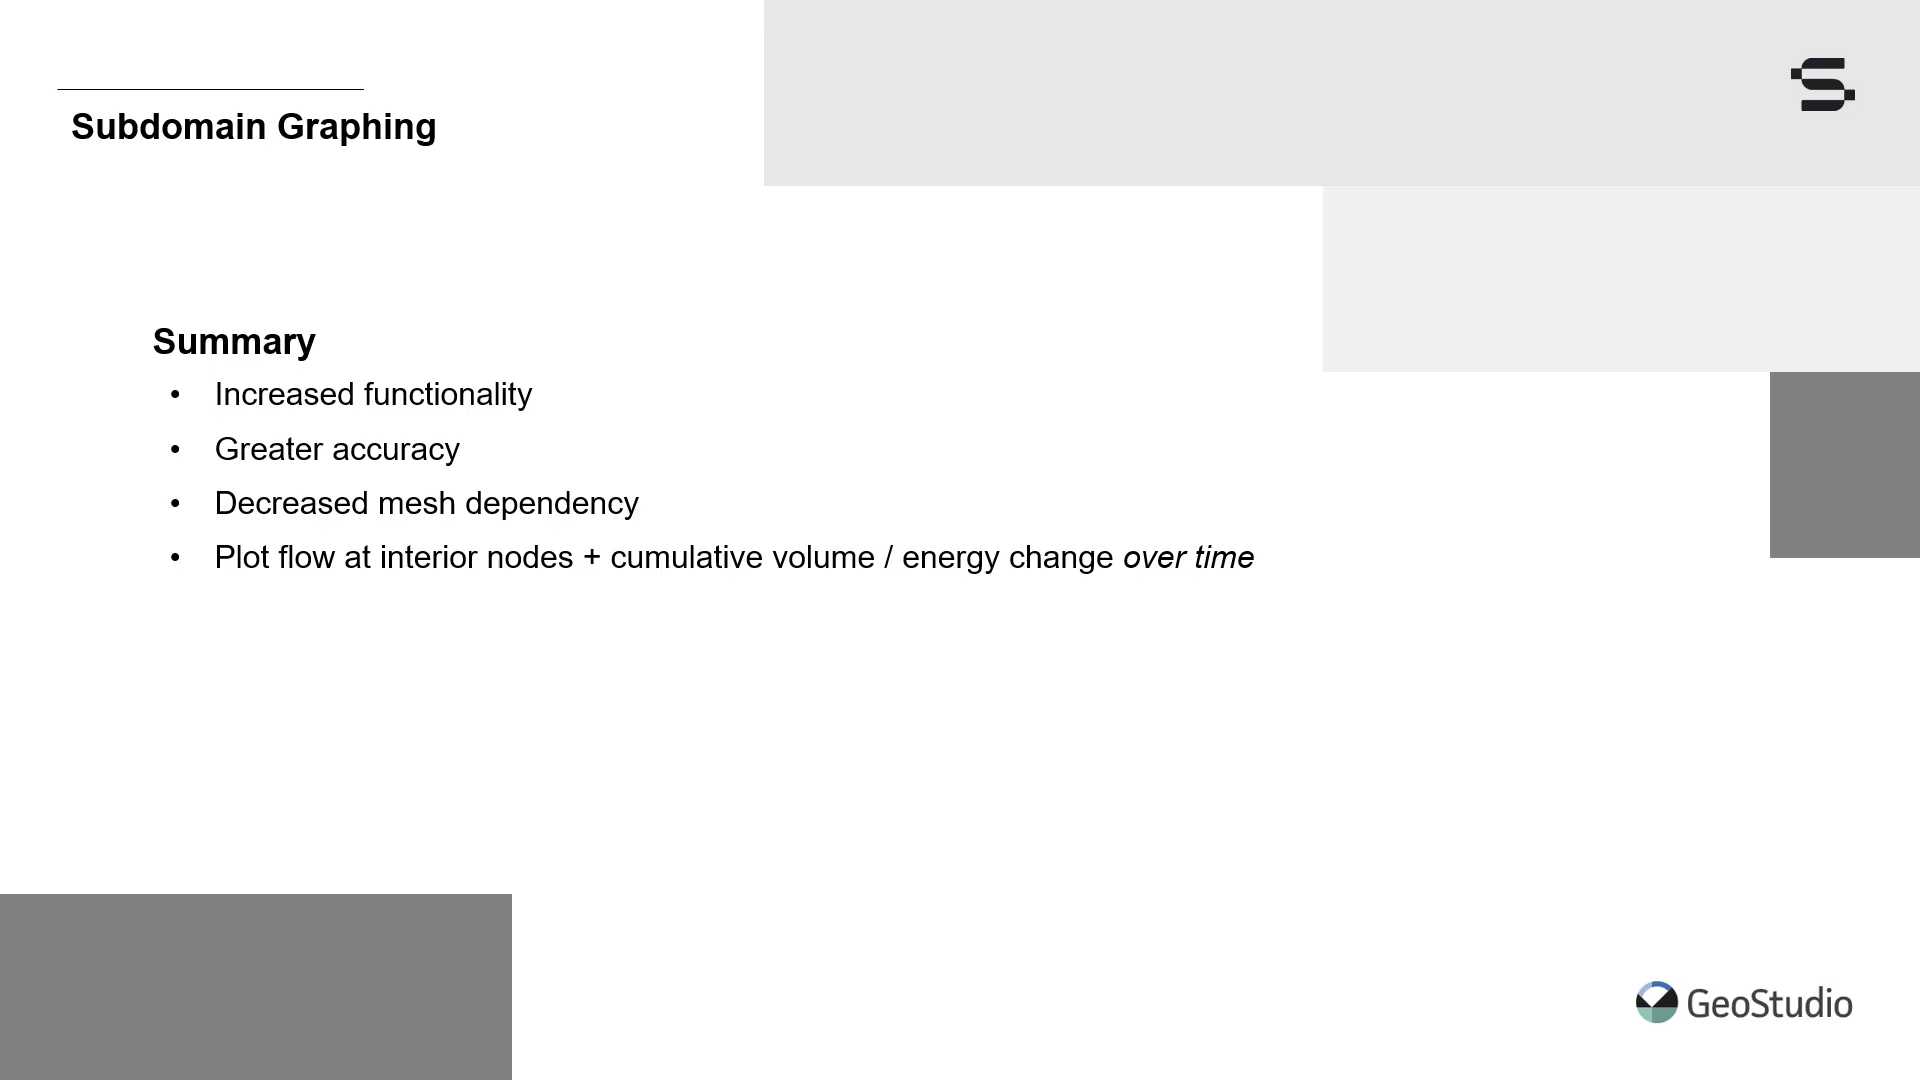 Subdomain Graphing
Summary
• Increased functionality
• Greater accuracy
• Decreased mesh dependency
• Plot flow at interior nodes + cumulative volume / energy change over time
GeoStudio